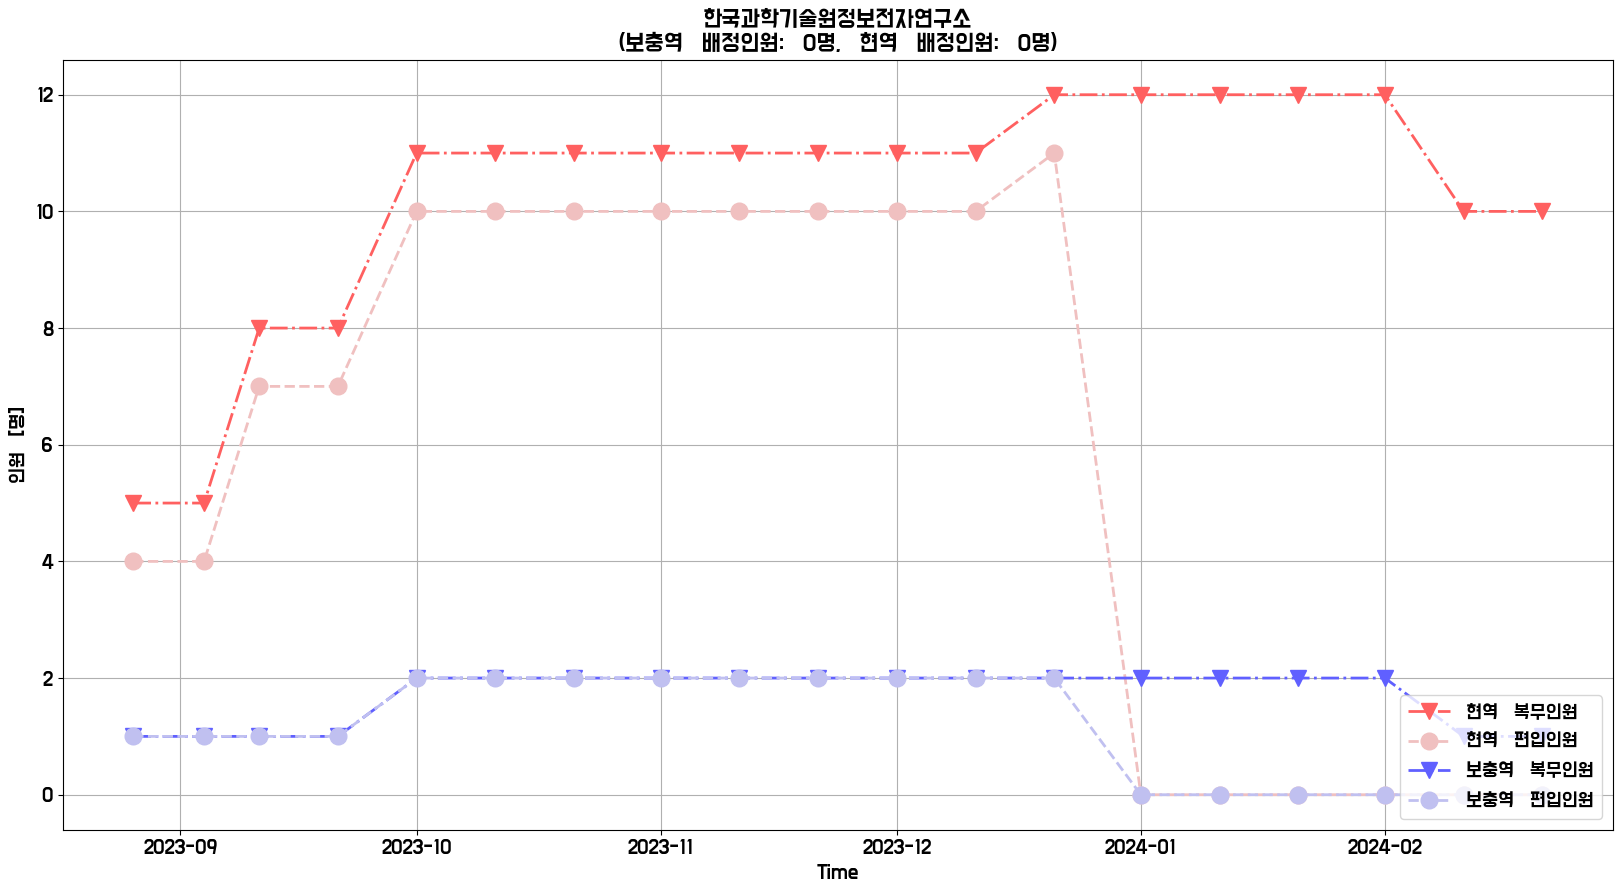 한국과학기술원정보전자연구소
(보충역 배정인원: 0명, 현역 배정인원: 0명)
12
10
8
6
4
2
0
인원 [명]
2023-09 2023-10 2023-11 2023-12 2024-01 2024-02
Time
현역 복무인원
현역 편입인원
보충역 복무인원
보충역 편입인원